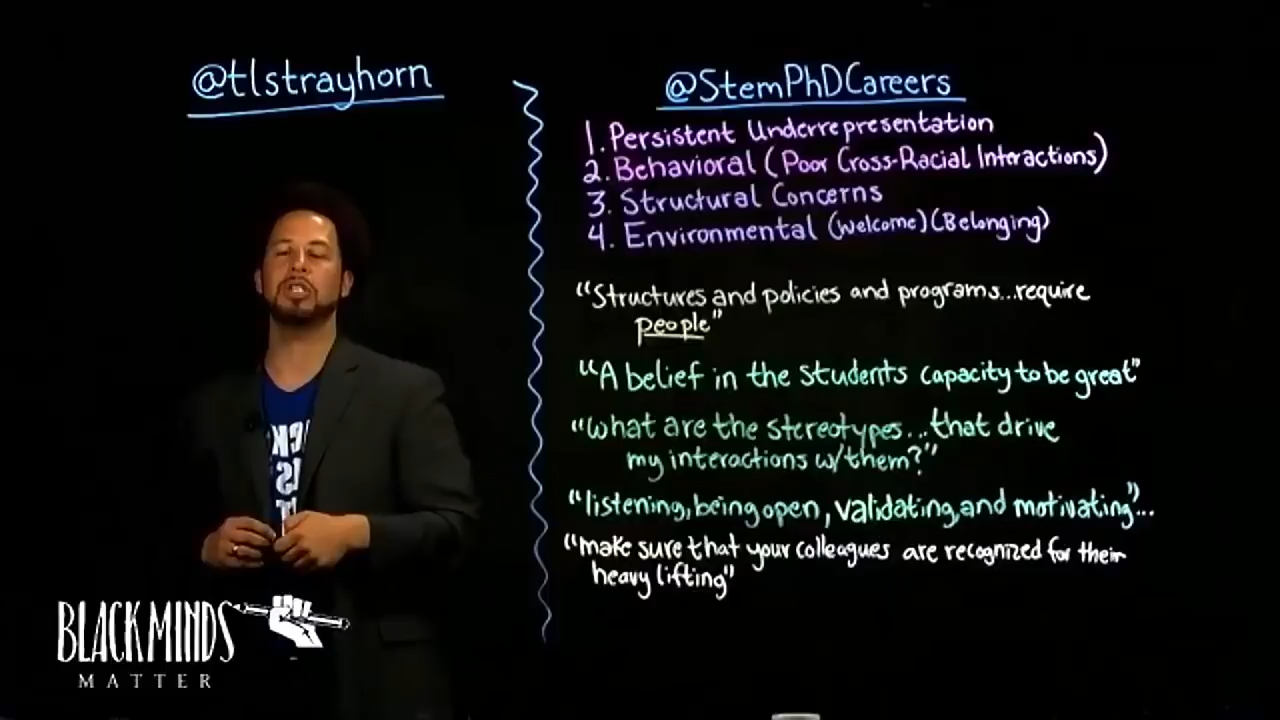 @tlstrayhorn
@StemPhDCareers
1. Persistent Underrepresentation
2. Behavioral (Poor Cross-Racial Interactions)
3. Structural Concerns
4. Environmental (Welcome) (Belonging)
“Structures and policies and programs...require
people”
“A belief in the students capacity to be great”
“What are the stereotypes...that drive
my interactions w/them?”
“listening, being open, validating, and motivating”...
“make sure that your colleagues are recognized for their
heavy lifting”
BLACK MINDS
MATTER